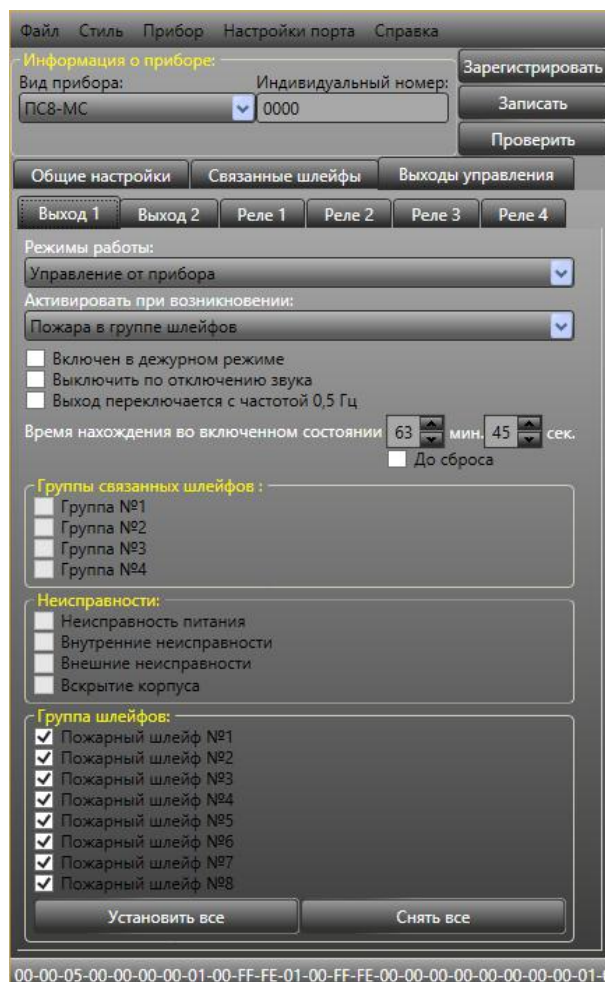 Файл Стиль Прибор Настройки порта Справка
Информация о приборе:
Вид прибора: Индивидуальный номер:
ПС8-МС 0000
Зарегистрировать
Записать
Проверить
Общие настройки Связанные шлейфы Выходы управления
Выход 1 Выход 2 Реле 1 Реле 2 Реле 3 Реле 4
Режимы работы:
Управление от прибора
Активировать при возникновении:
Пожара в группе шлейфов
Включен в дежурном режиме
Выключить по отключению звука
Выход переключается с частотой 0,5 Гц
Время нахождения во включенном состоянии 63 мин. 45 сек.
До сброса
Группы связанных шлейфов :
Группа №1
Группа №2
Группа №3
Группа №4
Неисправности:
Неисправность питания
Внутренние неисправности
Внешние неисправности
Вскрытие корпуса
Группа шлейфов:
Пожарный шлейф №1
Пожарный шлейф №2
Пожарный шлейф №3
Пожарный шлейф №4
Пожарный шлейф №5
Пожарный шлейф №6
Пожарный шлейф №7
Пожарный шлейф №8
Установить все Снять все
00-00-05-00-00-00-00-01-00-FF-FE-01-00-FF-FE-00-00-00-00-00-00-00-00-01-